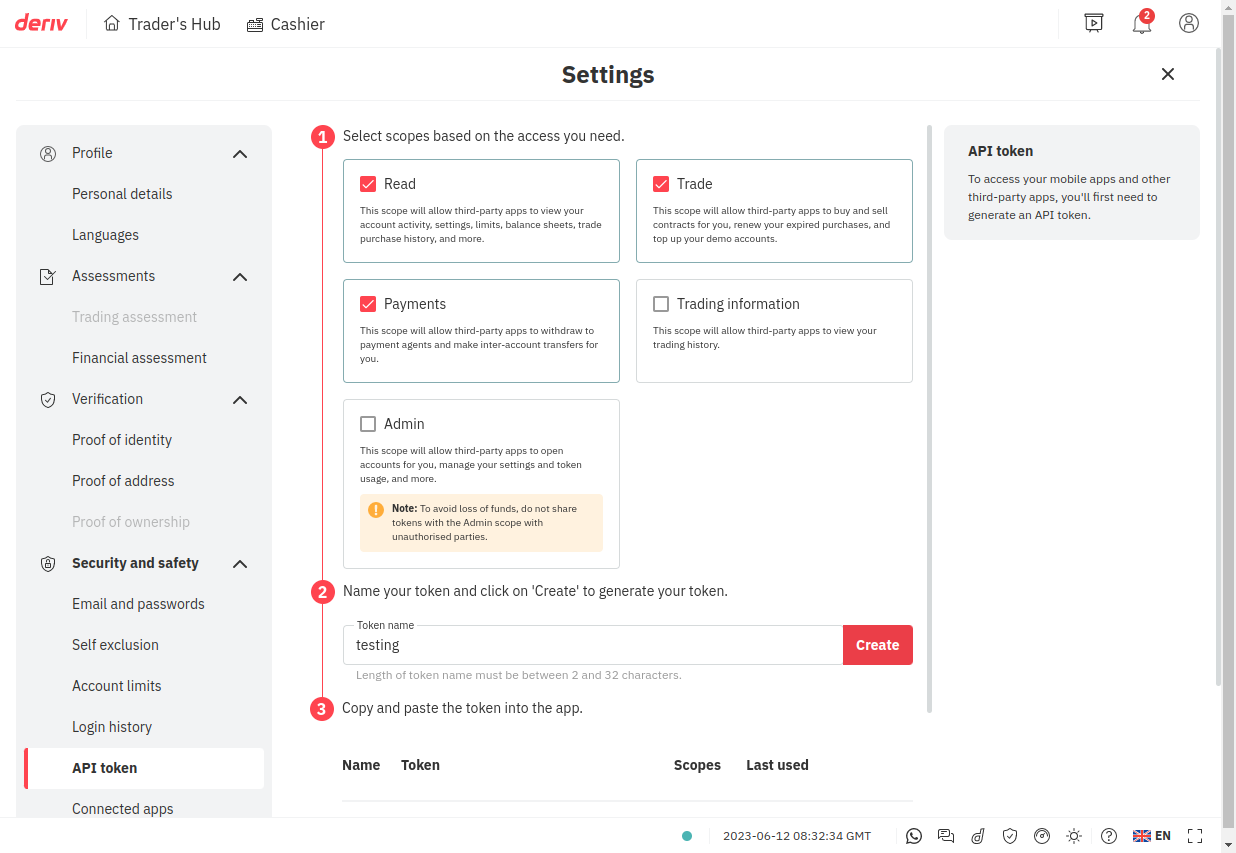 deriv
Trader's Hub
Cashier
2
Settings
Profile
Personal details
Languages
Assessments
Trading assessment
Financial assessment
Verification
Proof of identity
Proof of address
Proof of ownership
Security and safety
Email and passwords
Self exclusion
Account limits
Login history
API token
Connected apps
1
Select scopes based on the access you need.
Read
This scope will allow third-party apps to view your
account activity, settings, limits, balance sheets, trade
purchase history, and more.
Trade
This scope will allow third-party apps to buy and sell
contracts for you, renew your expired purchases, and
top up your demo accounts.
Payments
This scope will allow third-party apps to withdraw to
payment agents and make inter-account transfers for
you.
Trading information
This scope will allow third-party apps to view your
trading history.
Admin
This scope will allow third-party apps to open
accounts for you, manage your settings and token
usage, and more.
Note: To avoid loss of funds, do not share
tokens with the Admin scope with
unauthorised parties.
2
Name your token and click on 'Create' to generate your token.
Token name
testing
Create
Length of token name must be between 2 and 32 characters.
3
Copy and paste the token into the app.
Name Token Scopes Last used
API token
To access your mobile apps and other
third-party apps, you'll first need to
generate an API token.
2023-06-12 08:32:34 GMT
EN